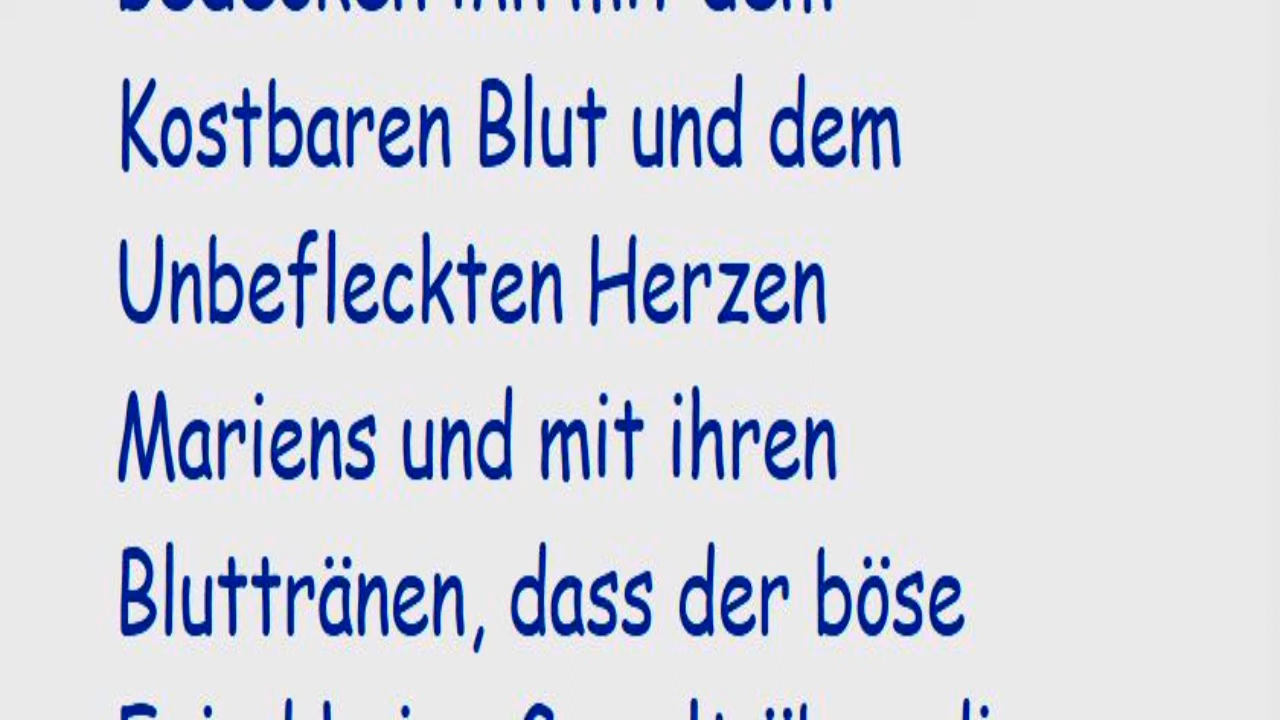 Kostbaren Blut und dem
Unbefleckten Herzen
Mariens und mit ihren
Bluttränen, dass der böse